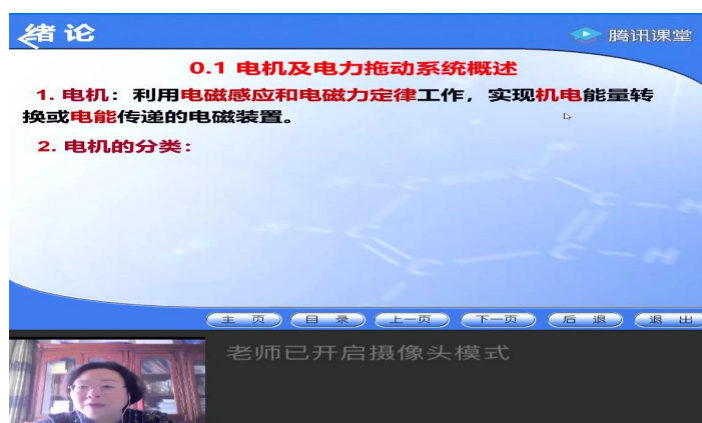 绪论
腾讯课堂
0.1 电机及电力拖动系统概述
1. 电机：利用电磁感应和电磁力定律工作，实现机电能量转
换或电能传递的电磁装置。
2. 电机的分类：
主 页 目 录 上一页 下一页 后 退 退 出
老师已开启摄像头模式